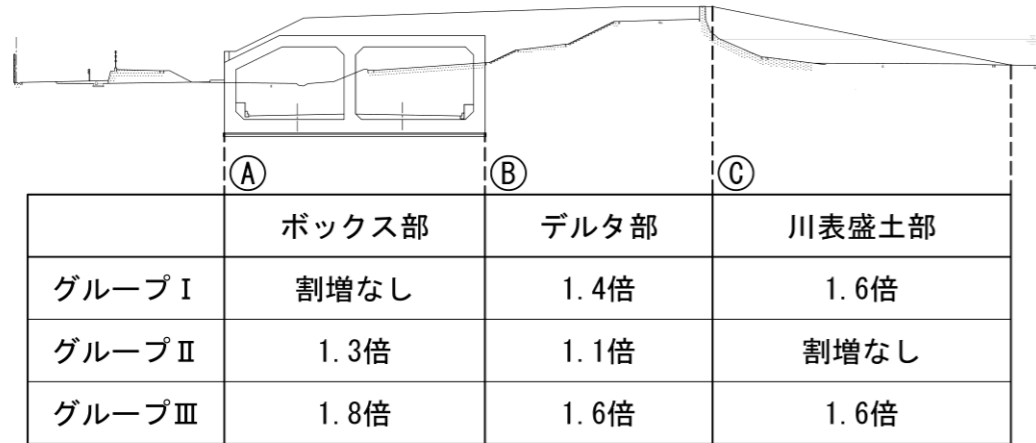 Ⓐ Ⓑ Ⓒ
ボックス部 デルタ部 川表盛土部
グループⅠ 割増なし 1.4倍 1.6倍
グループⅡ 1.3倍 1.1倍 割増なし
グループⅢ 1.8倍 1.6倍 1.6倍